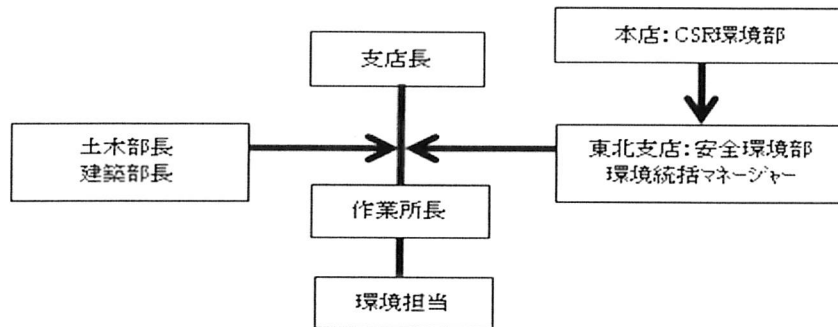 本店：CSR環境部
支店長
土木部長
建築部長
東北支店：安全環境部
環境統括マネージャー
作業所長
環境担当